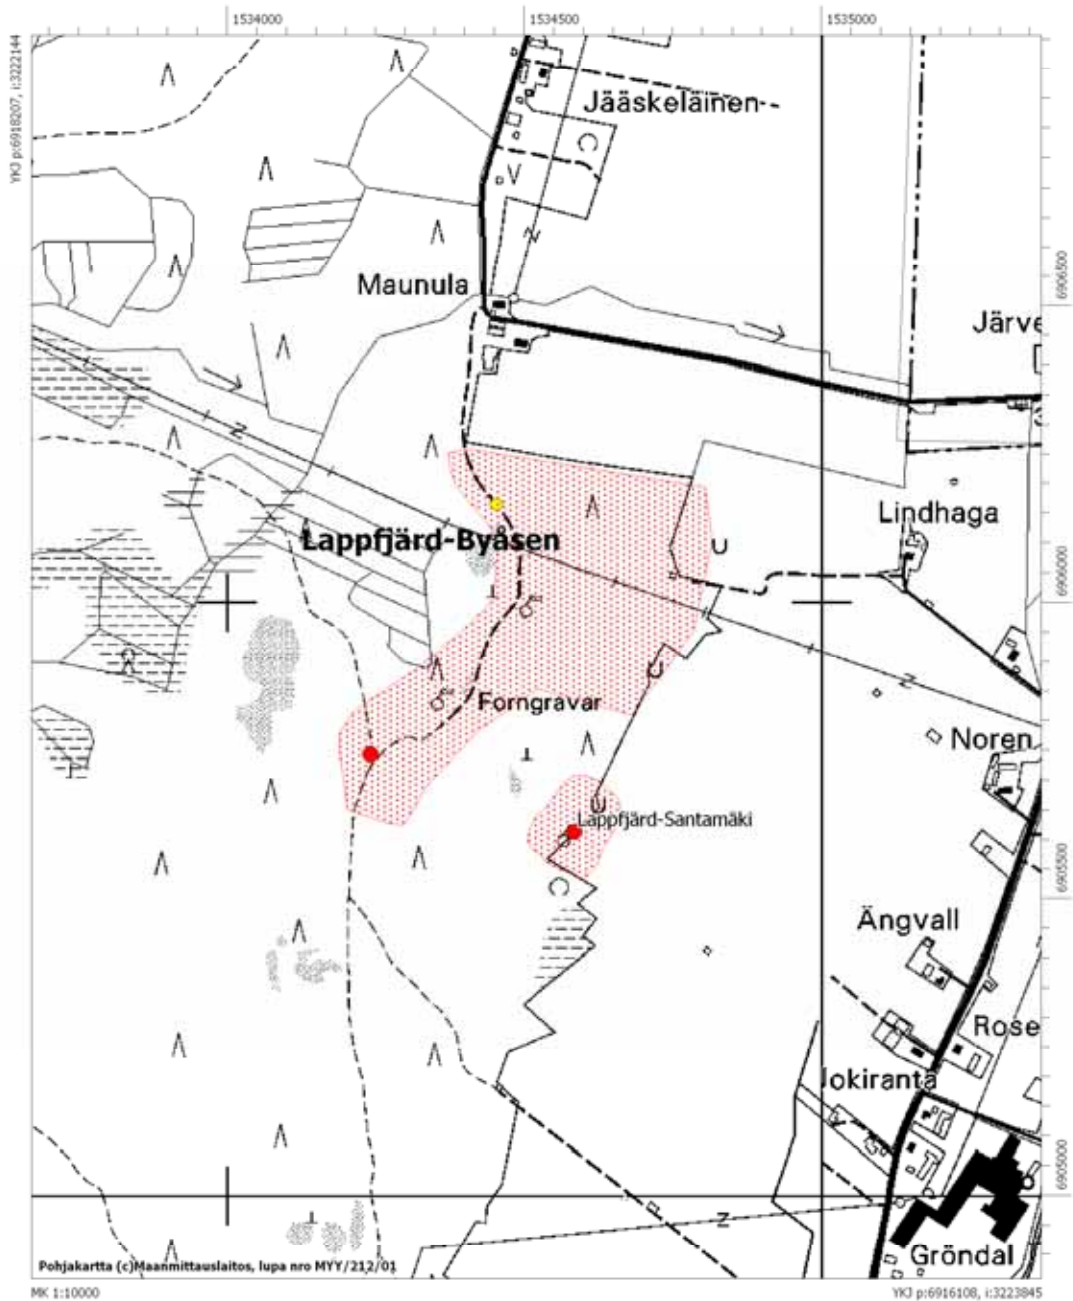 1534000
1534500
1535000
YKJ p:6918207, i:3222144
Jääskeläinen
Maunula
6906500
Järve
Lindhaga
Lappfjärd-Byåsen
6906000
Forngravar
Noren
Lappfjärd-Santamäki
6905500
Ängvall
Rose
Jokiranta
6905000
Gröndal
Pohjakartta (c)Maanmittauslaitos, lupa nro MYY/212/01
MK 1:10000
YKJ p:6916108, i:3223845